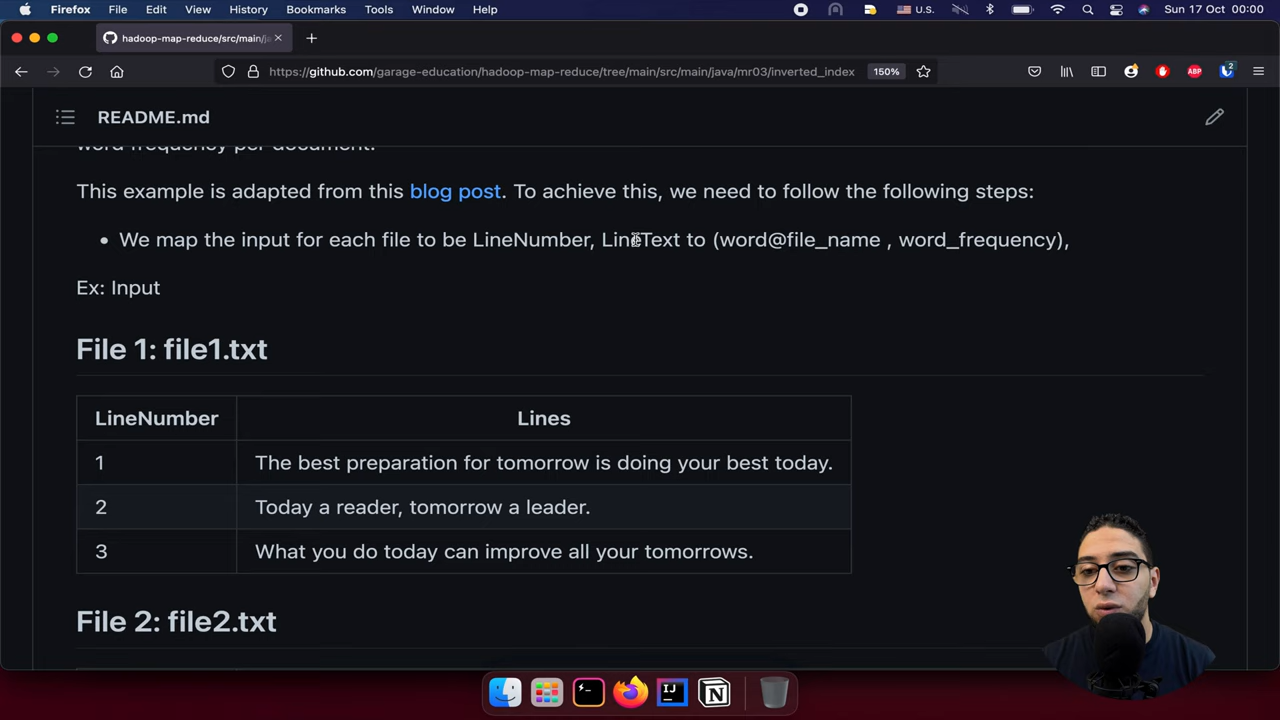 Firefox File Edit View History Bookmarks Tools Window Help U.S. Sun 17 Oct 00:00
hadoop-map-reduce/src/main/ja
https://github.com/garage-education/hadoop-map-reduce/tree/main/src/main/java/mr03/inverted_index 150% ABP 2
README.md
word frequency per document.
This example is adapted from this blog post. To achieve this, we need to follow the following steps:
• We map the input for each file to be LineNumber, LineText to (word@file_name , word_frequency),
Ex: Input
File 1: file1.txt
LineNumber Lines
1 The best preparation for tomorrow is doing your best today.
2 Today a reader, tomorrow a leader.
3 What you do today can improve all your tomorrows.
File 2: file2.txt
IJ N